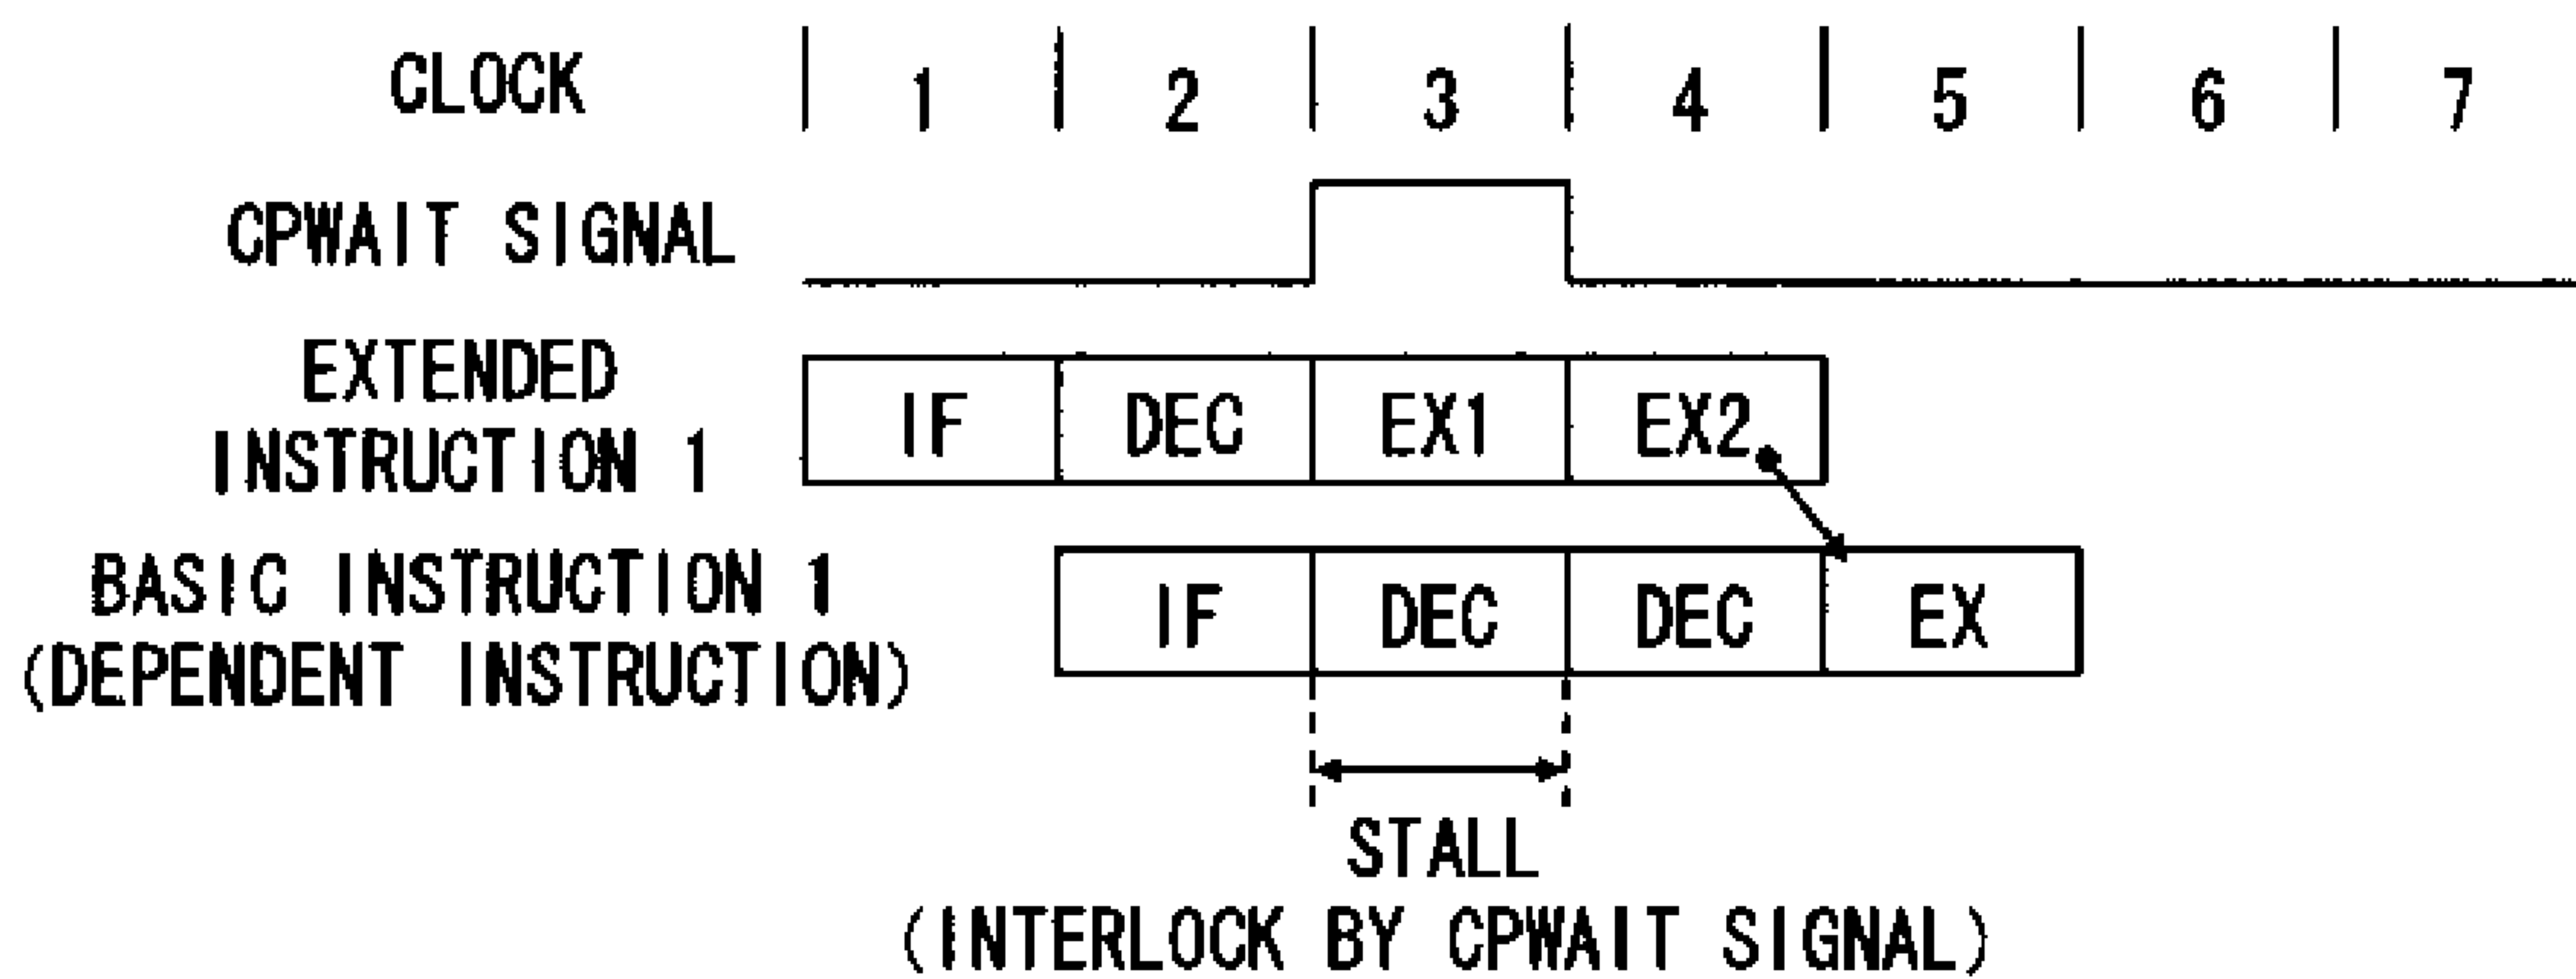 CLOCK 1 2 3 4 5 6 7
CPWAIT SIGNAL
EXTENDED
INSTRUCTION 1
IF DEC EX1 EX2
BASIC INSTRUCTION 1
(DEPENDENT INSTRUCTION)
IF DEC DEC EX
STALL
(INTERLOCK BY CPWAIT SIGNAL)